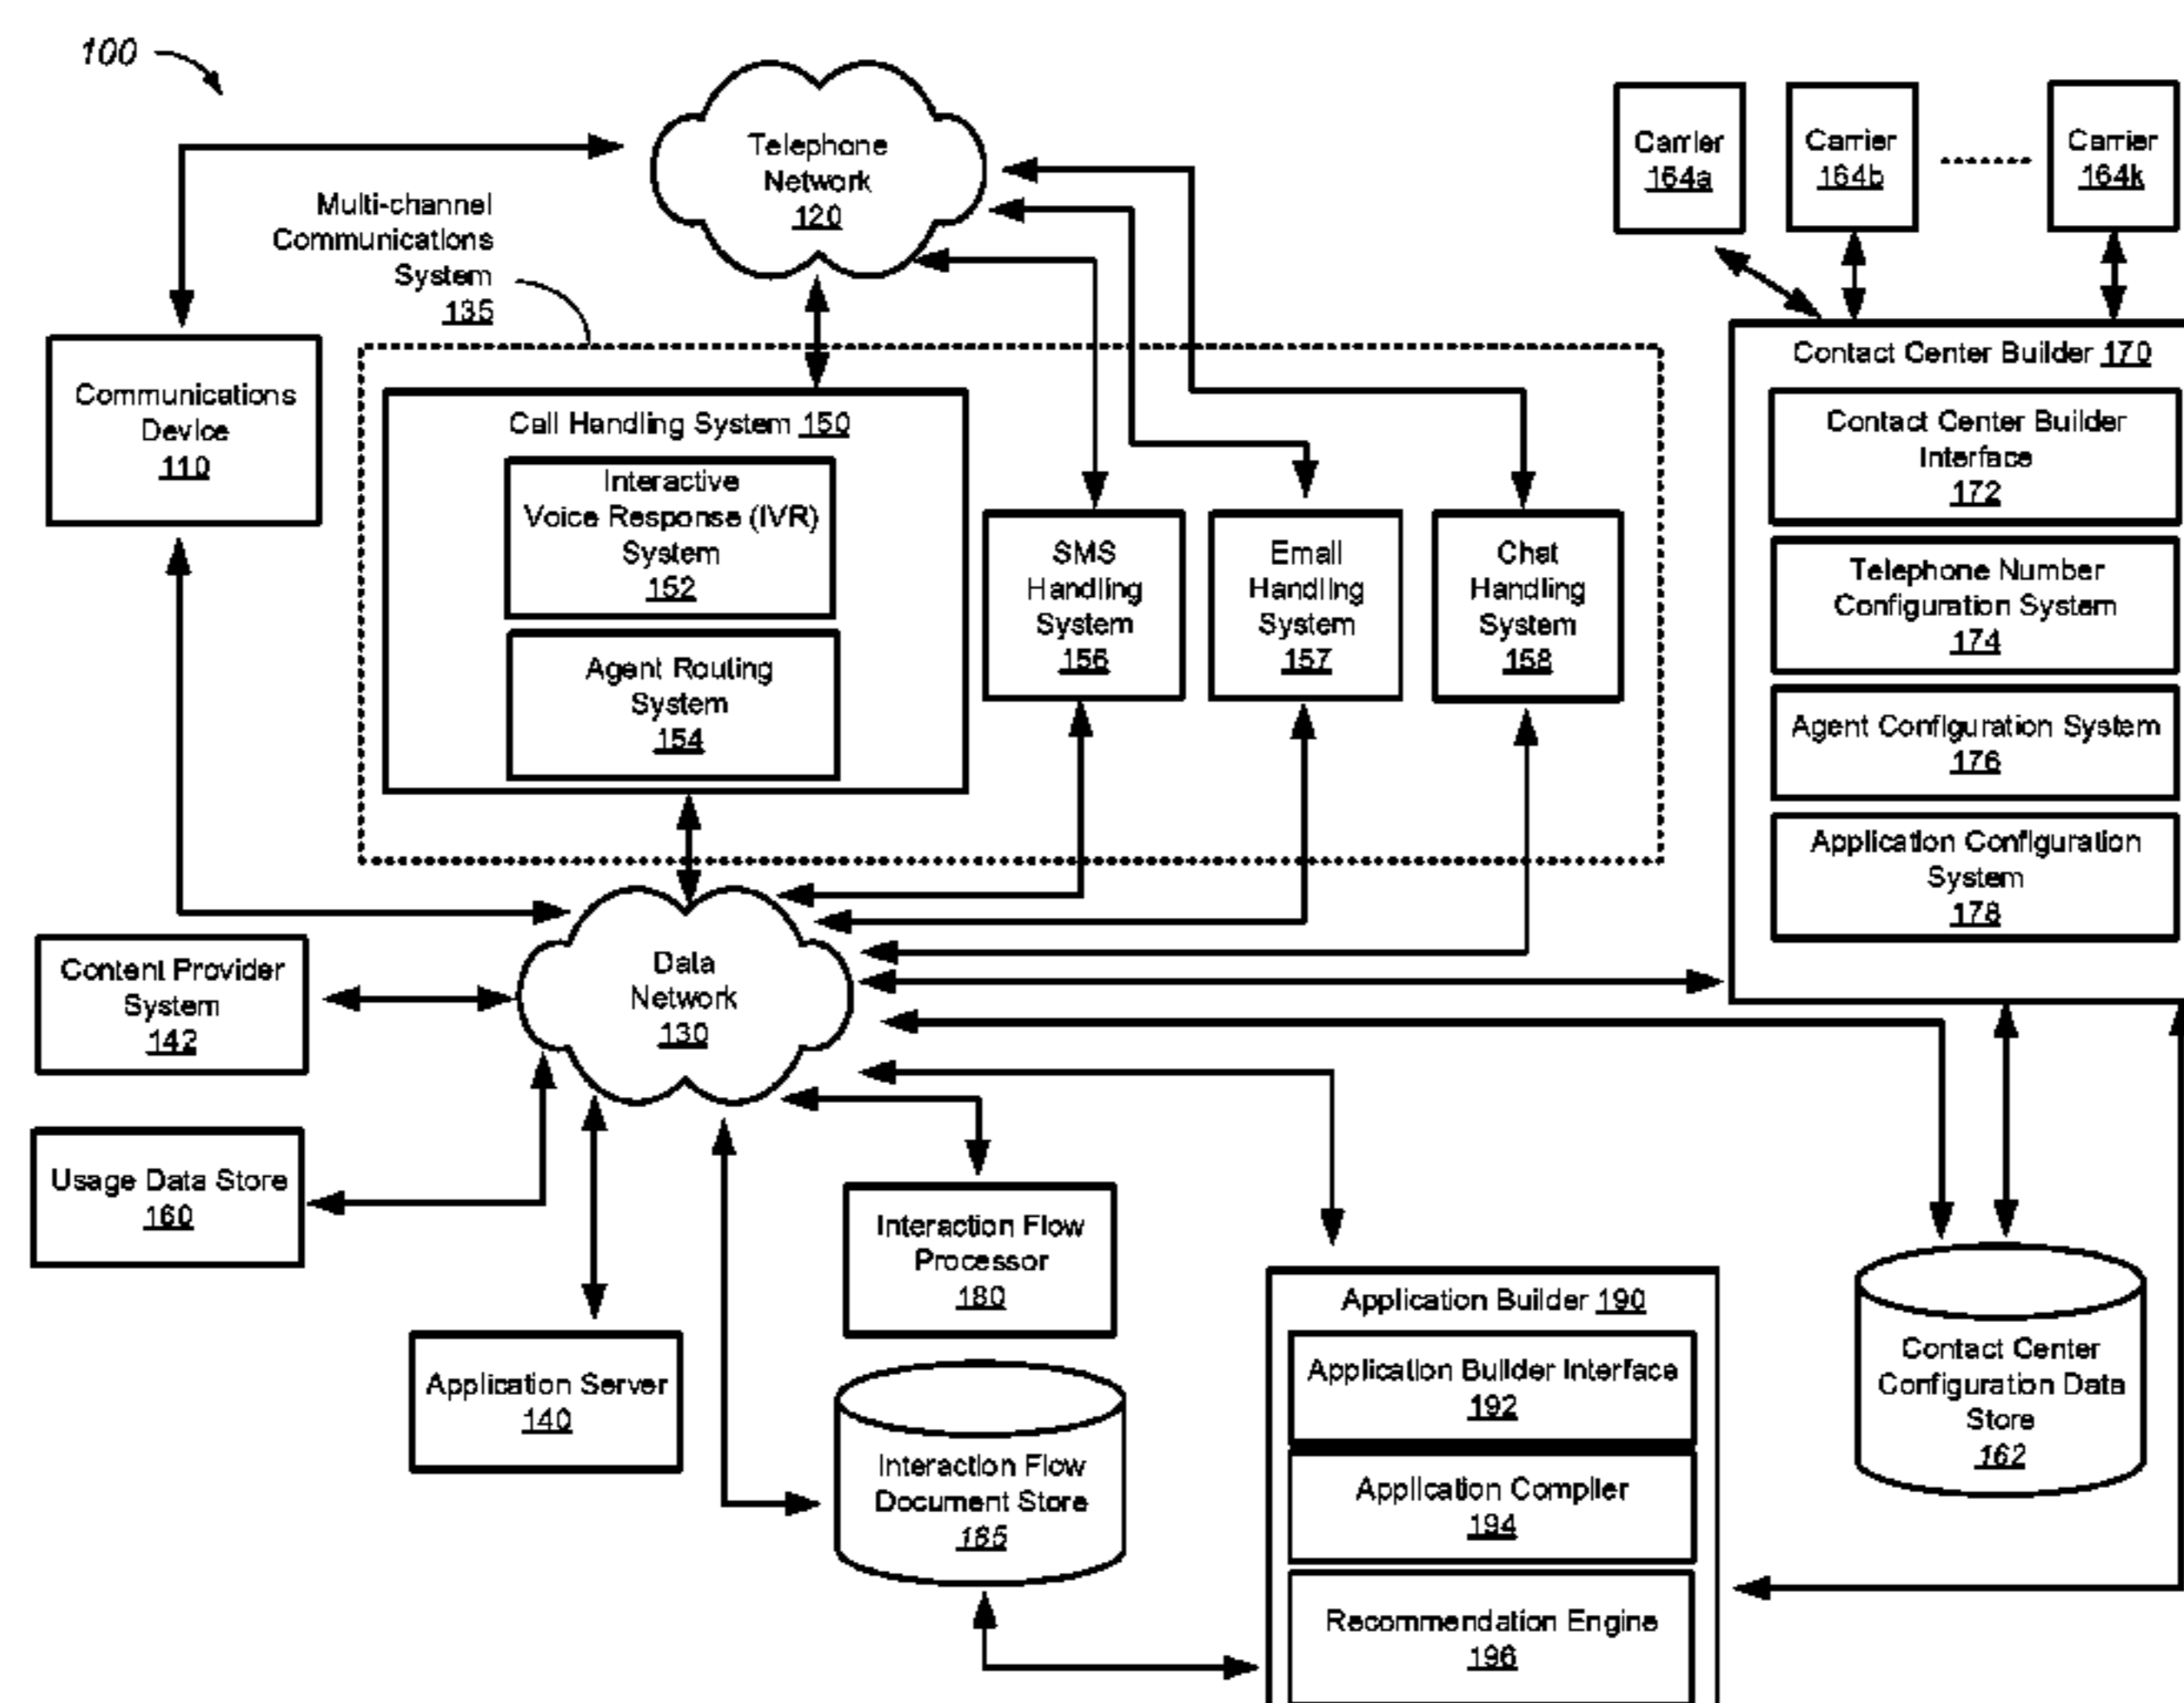 100
Telephone
Network
120
Carrier
164a
Carrier
164b
Carrier
164k
Multi-channel
Communications
System
135
Communications
Device
110
Call Handling System 150
Interactive
Voice Response (IVR)
System
152
Agent Routing
System
154
SMS
Handling
System
156
Email
Handling
System
157
Chat
Handling
System
158
Contact Center Builder 170
Contact Center Builder
Interface
172
Telephone Number
Configuration System
174
Agent Configuration System
176
Application Configuration
System
178
Content Provider
System
142
Data
Network
130
Usage Data Store
160
Application Server
140
Interaction Flow
Processor
180
Interaction Flow
Document Store
185
Application Builder 190
Application Builder Interface
192
Application Compiler
194
Recommendation Engine
196
Contact Center
Configuration Data
Store
162